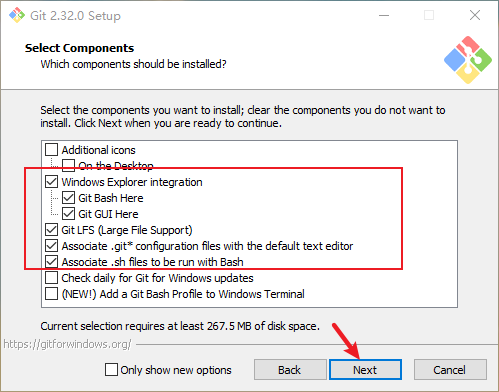 Git 2.32.0 Setup
Select Components
Which components should be installed?
Select the components you want to install; clear the components you do not want to
install. Click Next when you are ready to continue.
Additional icons
On the Desktop
Windows Explorer integration
Git Bash Here
Git GUI Here
Git LFS (Large File Support)
Associate .git* configuration files with the default text editor
Associate .sh files to be run with Bash
Check daily for Git for Windows updates
(NEW!) Add a Git Bash Profile to Windows Terminal
Current selection requires at least 267.5 MB of disk space.
https://gitforwindows.org/
Only show new options
Back
Next
Cancel